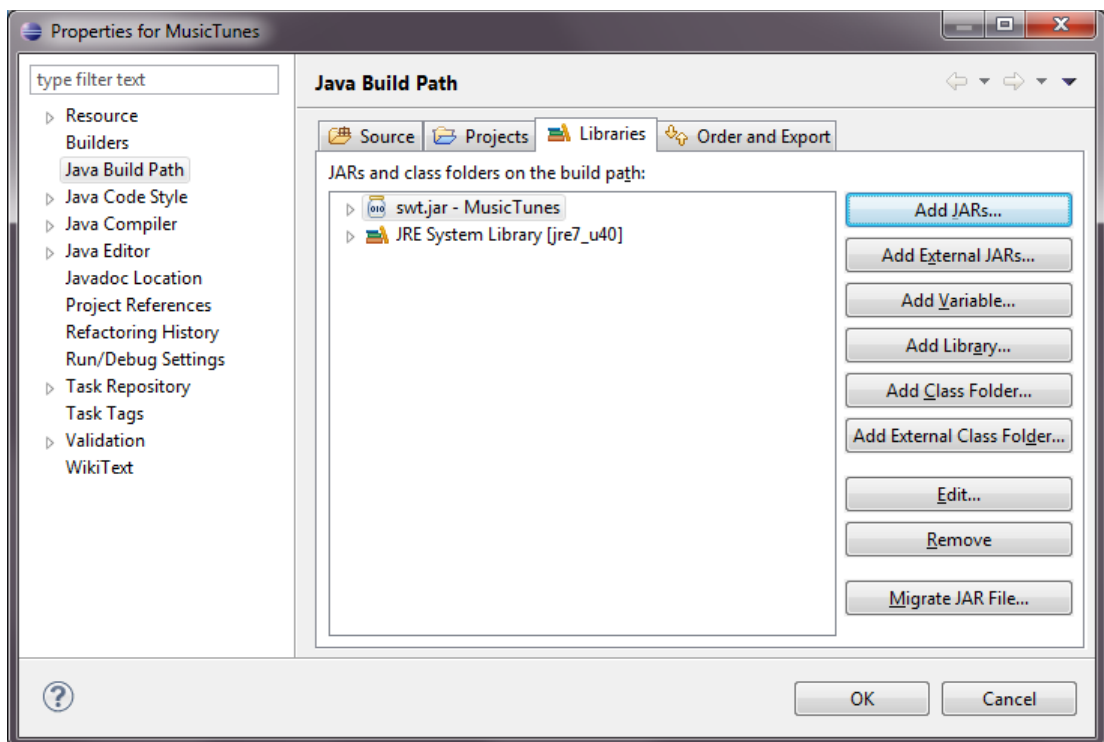 Properties for MusicTunes
type filter text
Resource
Builders
Java Build Path
Java Code Style
Java Compiler
Java Editor
Javadoc Location
Project References
Refactoring History
Run/Debug Settings
Task Repository
Task Tags
Validation
WikiText
Java Build Path
Source
Projects
Libraries
Order and Export
JARs and class folders on the build path:
swt.jar - MusicTunes
JRE System Library [jre7_u40]
Add JARs...
Add External JARs...
Add Variable...
Add Library...
Add Class Folder...
Add External Class Folder...
Edit...
Remove
Migrate JAR File...
OK
Cancel